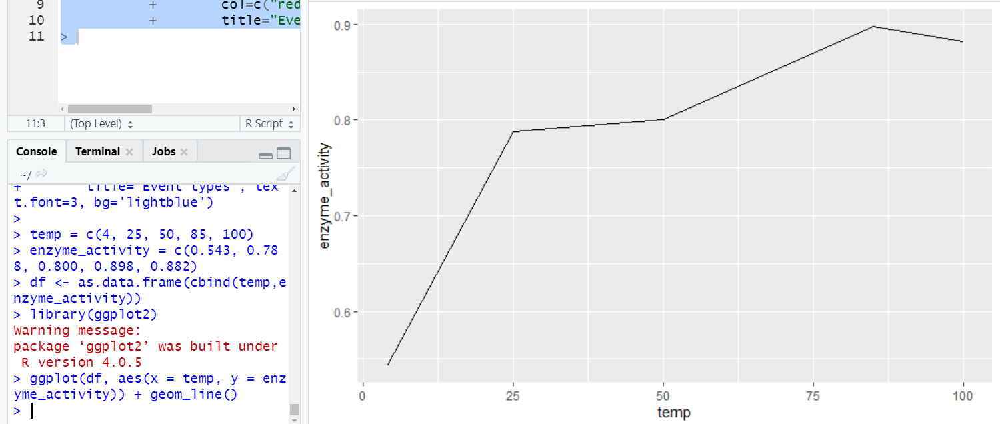 9 + col=c("red
10 + title="Eve
11 >
11:3 (Top Level) R Script
Console Terminal Jobs
~/
+ title="Event types", tex
t.font=3, bg='lightblue')
>
> temp = c(4, 25, 50, 85, 100)
> enzyme_activity = c(0.543, 0.78
8, 0.800, 0.898, 0.882)
> df <- as.data.frame(cbind(temp,e
nzyme_activity))
> library(ggplot2)
Warning message:
package ‘ggplot2’ was built under
R version 4.0.5
> ggplot(df, aes(x = temp, y = enz
yme_activity)) + geom_line()
>
0.9
0.8
0.7
0.6
enzyme_activity
0 25 50 75 100
temp